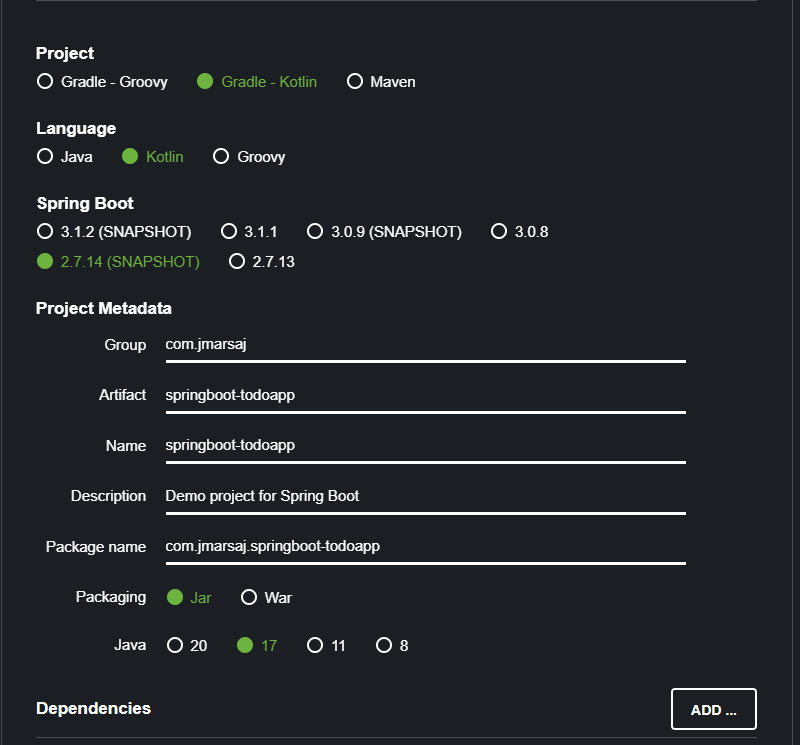 Project
Gradle - Groovy Gradle - Kotlin Maven
Language
Java Kotlin Groovy
Spring Boot
3.1.2 (SNAPSHOT) 3.1.1 3.0.9 (SNAPSHOT) 3.0.8
2.7.14 (SNAPSHOT) 2.7.13
Project Metadata
Group com.jmarsaj
Artifact springboot-todoapp
Name springboot-todoapp
Description Demo project for Spring Boot
Package name com.jmarsaj.springboot-todoapp
Packaging Jar War
Java 20 17 11 8
Dependencies ADD ...